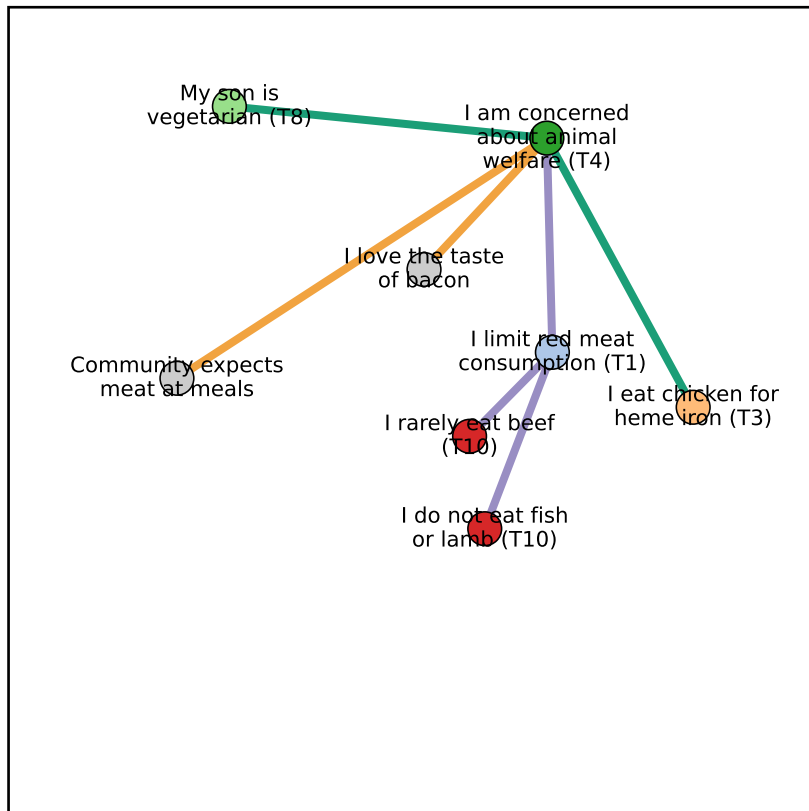 My son is
vegetarian (T8)
I am concerned
about animal
welfare (T4)
I love the taste
of bacon
I limit red meat
consumption (T1)
Community expects
meat at meals
I eat chicken for
heme iron (T3)
I rarely eat beef
(T10)
I do not eat fish
or lamb (T10)